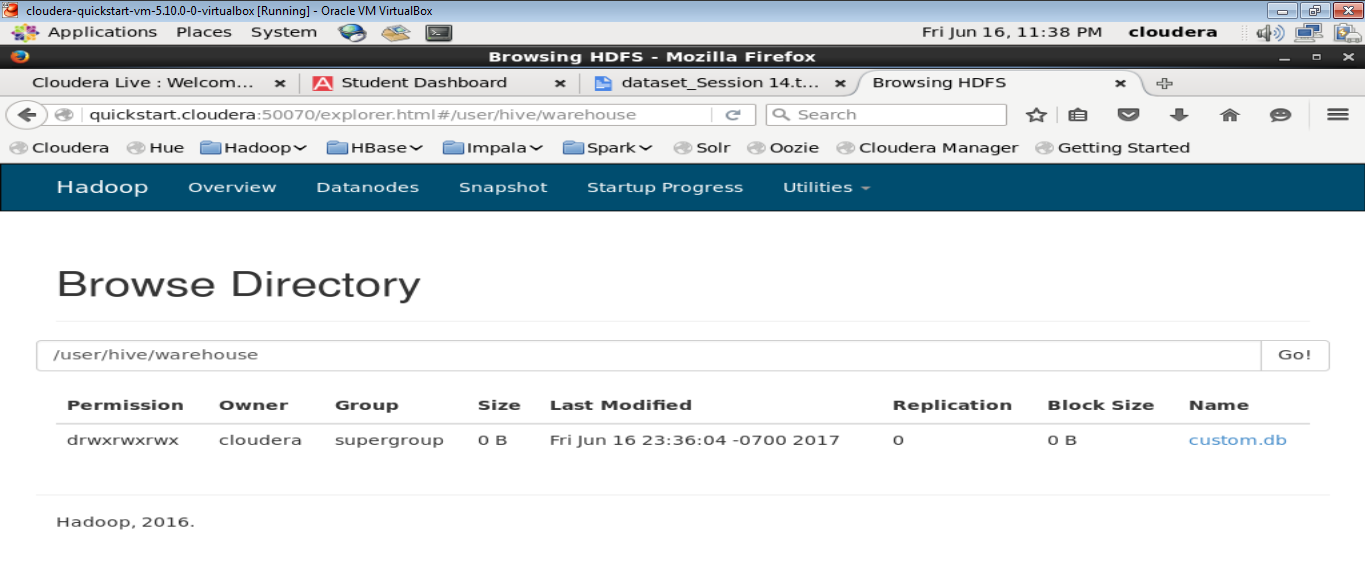 cloudera-quickstart-vm-5.10.0-0-virtualbox [Running] - Oracle VM VirtualBox
Applications Places System Fri Jun 16, 11:38 PM cloudera
Browsing HDFS - Mozilla Firefox
Cloudera Live : Welcom... Student Dashboard dataset_Session 14.t... Browsing HDFS
quickstart.cloudera:50070/explorer.html#/user/hive/warehouse Search
Cloudera Hue Hadoop HBase Impala Spark Solr Oozie Cloudera Manager Getting Started
Hadoop Overview Datanodes Snapshot Startup Progress Utilities
Browse Directory
/user/hive/warehouse Go!
Permission Owner Group Size Last Modified Replication Block Size Name
drwxrwxrwx cloudera supergroup 0 B Fri Jun 16 23:36:04 -0700 2017 0 0 B custom.db
Hadoop, 2016.